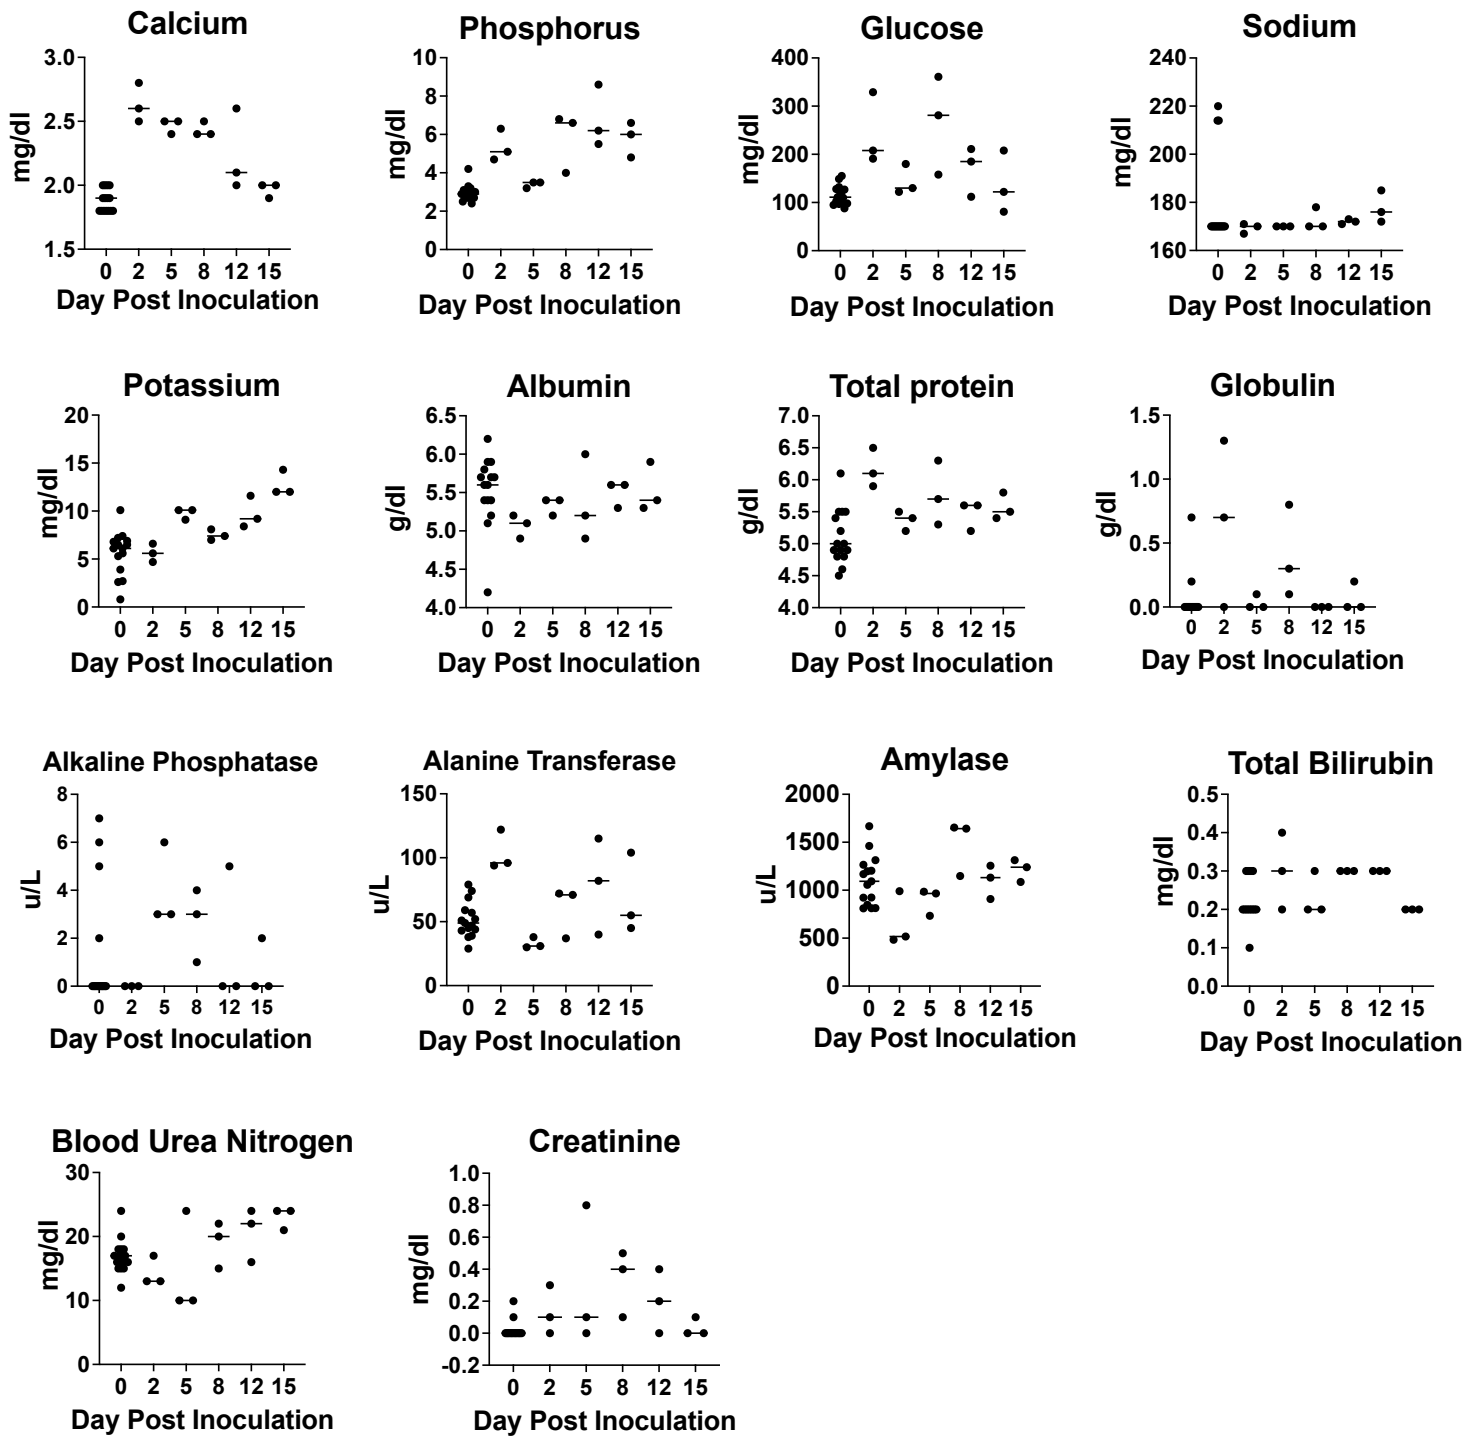 Calcium
3.0
2.5
2.0
1.5
mg/dl
0 2 5 8 12 15
Day Post Inoculation
Phosphorus
10
8
6
4
2
0
mg/dl
0 2 5 8 12 15
Day Post Inoculation
Glucose
400
300
200
100
0
mg/dl
0 2 5 8 12 15
Day Post Inoculation
Sodium
240
220
200
180
160
mg/dl
0 2 5 8 12 15
Day Post Inoculation
Potassium
20
15
10
5
0
mg/dl
0 2 5 8 12 15
Day Post Inoculation
Albumin
6.5
6.0
5.5
5.0
4.5
4.0
g/dl
0 2 5 8 12 15
Day Post Inoculation
Total protein
7.0
6.5
6.0
5.5
5.0
4.5
4.0
g/dl
0 2 5 8 12 15
Day Post Inoculation
Globulin
1.5
1.0
0.5
0.0
g/dl
0 2 5 8 12 15
Day Post Inoculation
Alkaline Phosphatase
8
6
4
2
0
u/L
0 2 5 8 12 15
Day Post Inoculation
Alanine Transferase
150
100
50
0
u/L
0 2 5 8 12 15
Day Post Inoculation
Amylase
2000
1500
1000
500
0
u/L
0 2 5 8 12 15
Day Post Inoculation
Total Bilirubin
0.5
0.4
0.3
0.2
0.1
0.0
mg/dl
0 2 5 8 12 15
Day Post Inoculation
Blood Urea Nitrogen
30
20
10
0
mg/dl
0 2 5 8 12 15
Day Post Inoculation
Creatinine
1.0
0.8
0.6
0.4
0.2
0.0
-0.2
mg/dl
0 2 5 8 12 15
Day Post Inoculation